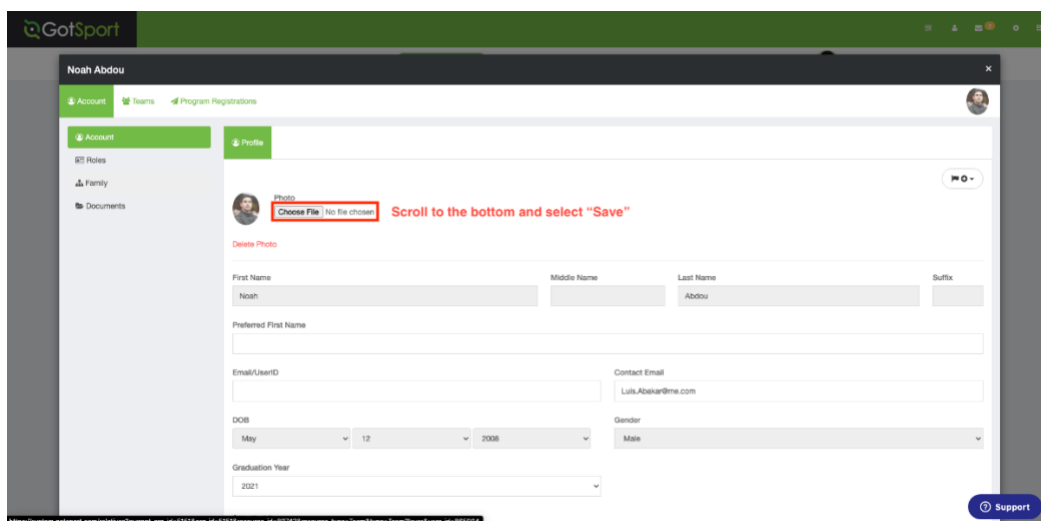 GotSport
Noah Abdou ×
Account Teams Program Registrations
Account
Roles
Family
Documents
Profile
Photo
Choose File No file chosen
Scroll to the bottom and select “Save”
Delete Photo
First Name Middle Name Last Name Suffix
Noah Abdou
Preferred First Name
Email/UserID Contact Email
Luis.Abakar@me.com
DOB Gender
May 12 2008 Male
Graduation Year
2021
Support